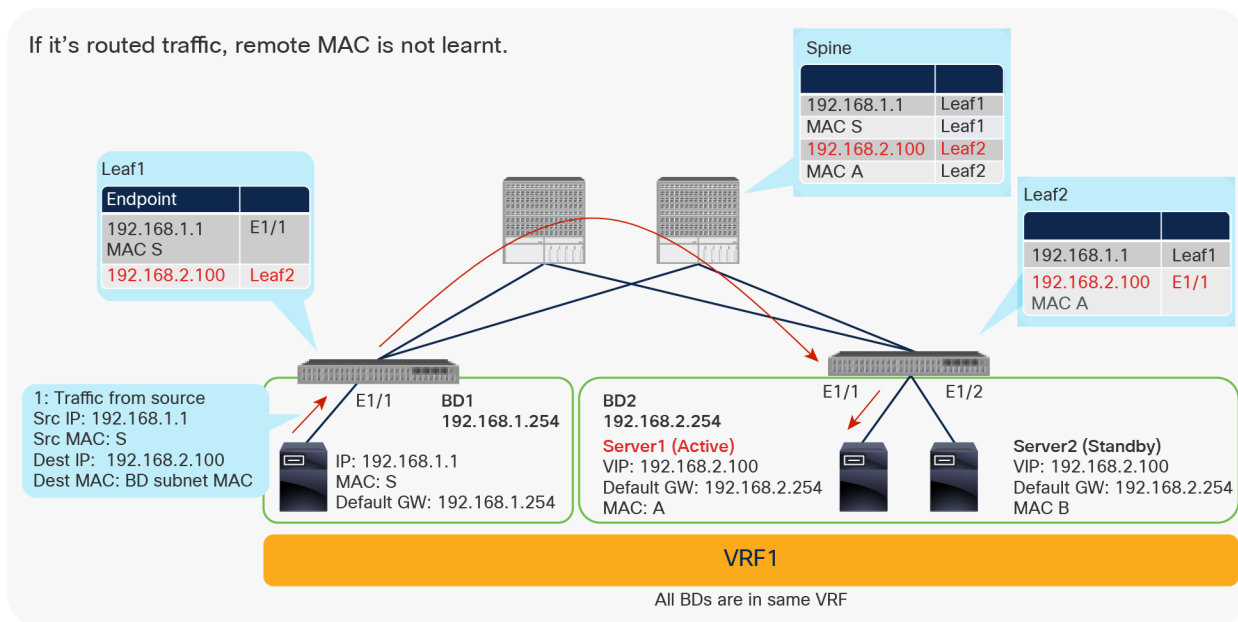 If it's routed traffic, remote MAC is not learnt.
Spine
192.168.1.1 Leaf1
MAC S Leaf1
192.168.2.100 Leaf2
MAC A Leaf2
Leaf1
Endpoint
192.168.1.1 E1/1
MAC S
192.168.2.100 Leaf2
Leaf2
192.168.1.1 Leaf1
192.168.2.100 E1/1
MAC A
1: Traffic from source
Src IP: 192.168.1.1
Src MAC: S
Dest IP: 192.168.2.100
Dest MAC: BD subnet MAC
E1/1
BD1
192.168.1.254
IP: 192.168.1.1
MAC: S
Default GW: 192.168.1.254
E1/1
E1/2
BD2
192.168.2.254
Server1 (Active)
VIP: 192.168.2.100
Default GW: 192.168.2.254
MAC: A
Server2 (Standby)
VIP: 192.168.2.100
Default GW: 192.168.2.254
MAC B
VRF1
All BDs are in same VRF